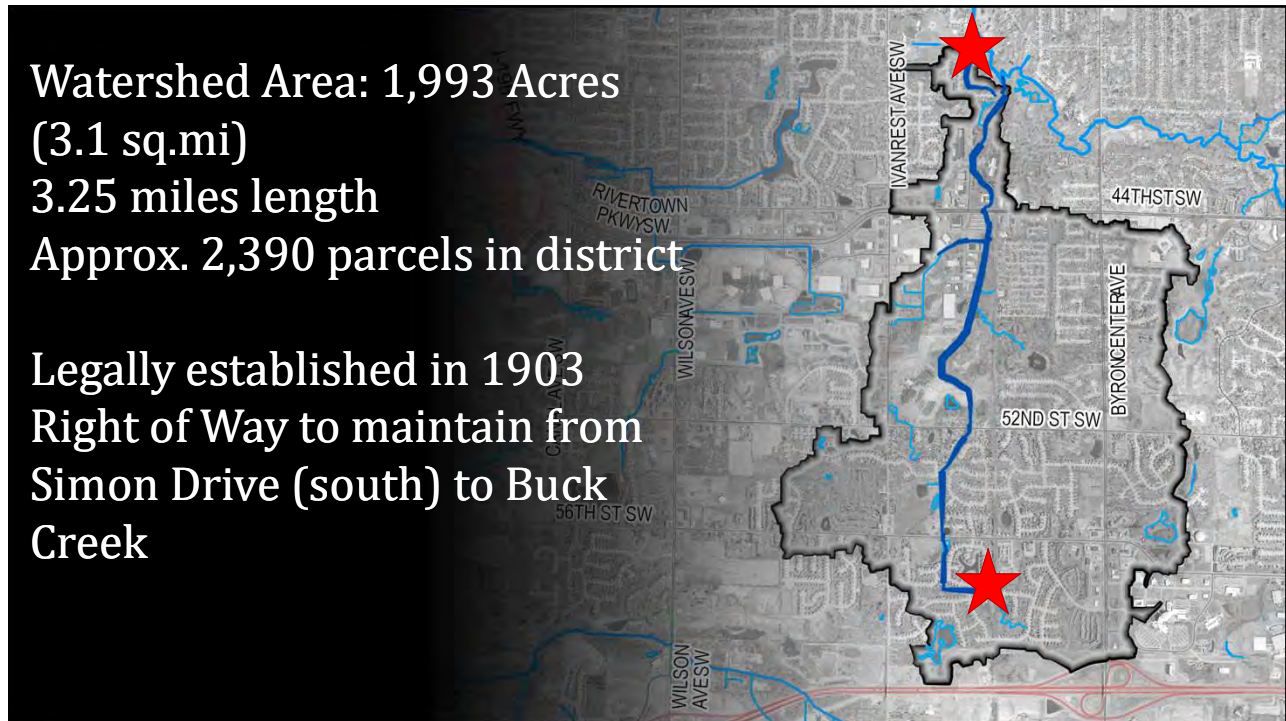 Watershed Area: 1,993 Acres
(3.1 sq.mi)
3.25 miles length
Approx. 2,390 parcels in district
Legally established in 1903
Right of Way to maintain from
Simon Drive (south) to Buck
Creek
IVANREST AVE SW
RIVERTOWN
PKWY SW
44TH ST SW
WILSON AVE SW
BYRON CENTER AVE
52ND ST SW
56TH ST SW
WILSON
AVE SW